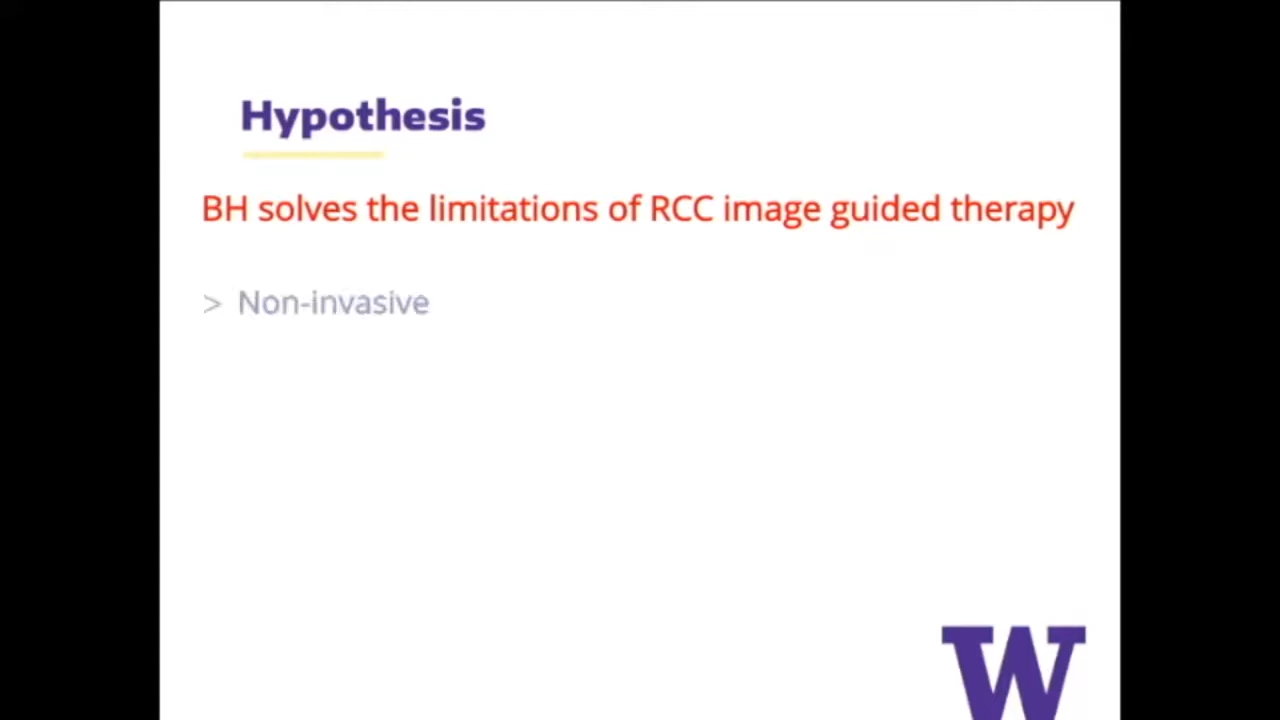 Hypothesis
BH solves the limitations of RCC image guided therapy
> Non-invasive
W